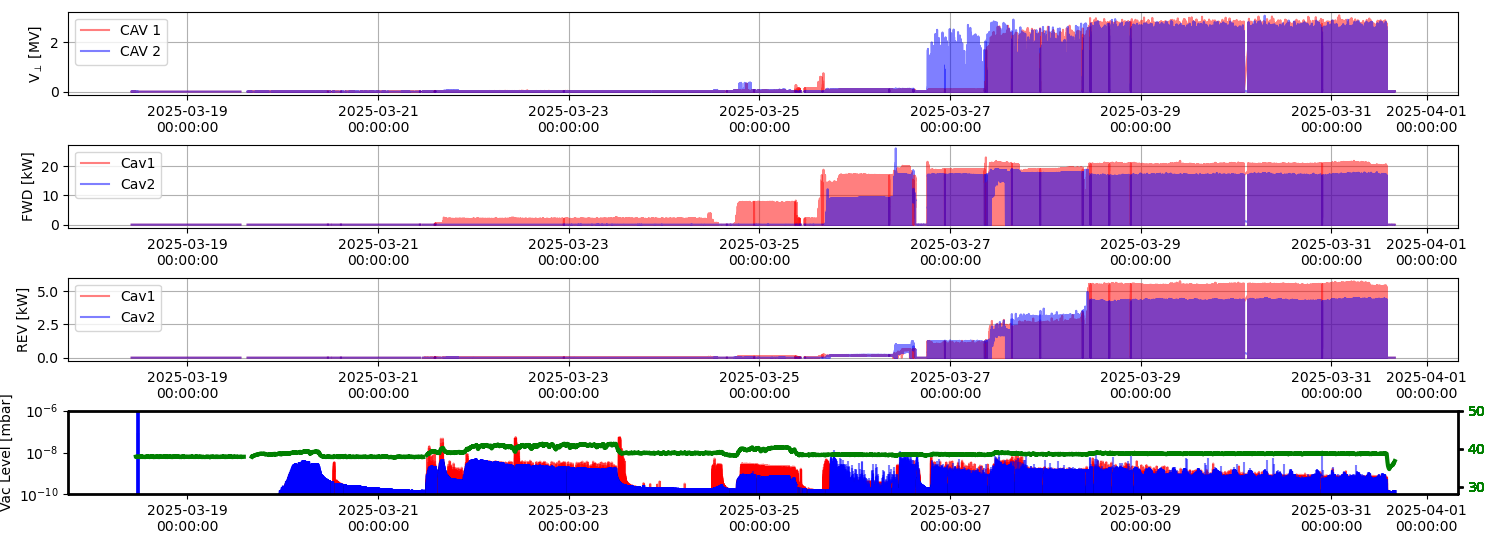 V⊥ [MV]
2
0
CAV 1
CAV 2
2025-03-19 2025-03-21 2025-03-23 2025-03-25 2025-03-27 2025-03-29 2025-03-31 2025-04-01
00:00:00 00:00:00 00:00:00 00:00:00 00:00:00 00:00:00 00:00:00 00:00:00
FWD [kW]
20
10
0
Cav1
Cav2
2025-03-19 2025-03-21 2025-03-23 2025-03-25 2025-03-27 2025-03-29 2025-03-31 2025-04-01
00:00:00 00:00:00 00:00:00 00:00:00 00:00:00 00:00:00 00:00:00 00:00:00
REV [kW]
5.0
2.5
0.0
Cav1
Cav2
2025-03-19 2025-03-21 2025-03-23 2025-03-25 2025-03-27 2025-03-29 2025-03-31 2025-04-01
00:00:00 00:00:00 00:00:00 00:00:00 00:00:00 00:00:00 00:00:00 00:00:00
Vac Level [mbar]
10⁻⁶
10⁻⁸
10⁻¹⁰
50
40
30
2025-03-19 2025-03-21 2025-03-23 2025-03-25 2025-03-27 2025-03-29 2025-03-31 2025-04-01
00:00:00 00:00:00 00:00:00 00:00:00 00:00:00 00:00:00 00:00:00 00:00:00